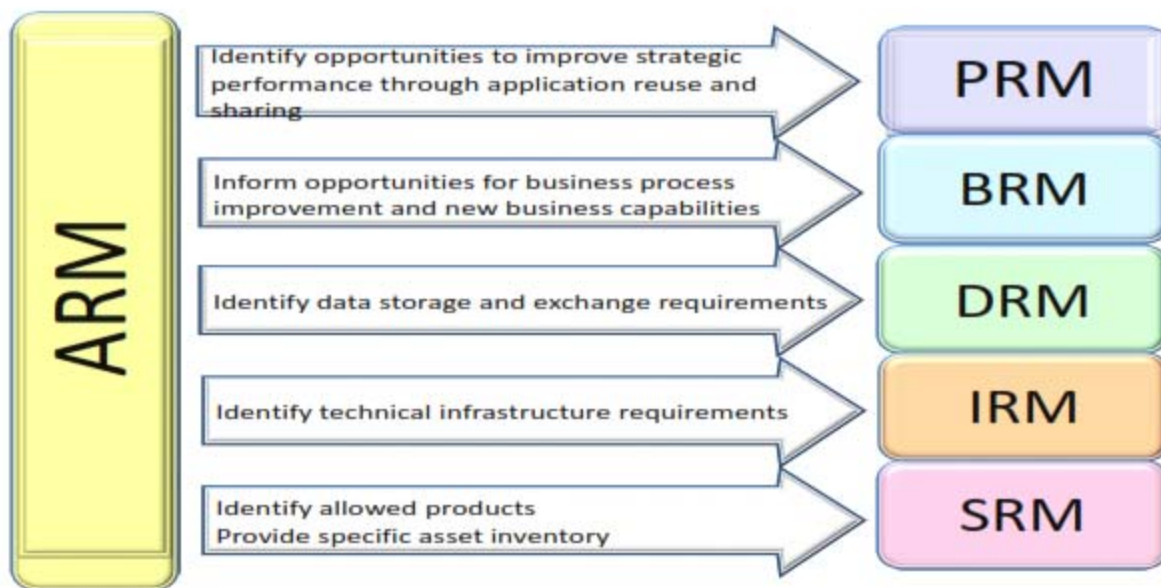 ARM
Identify opportunities to improve strategic
performance through application reuse and
sharing
PRM
Inform opportunities for business process
improvement and new business capabilities
BRM
Identify data storage and exchange requirements
DRM
Identify technical infrastructure requirements
IRM
Identify allowed products
Provide specific asset inventory
SRM